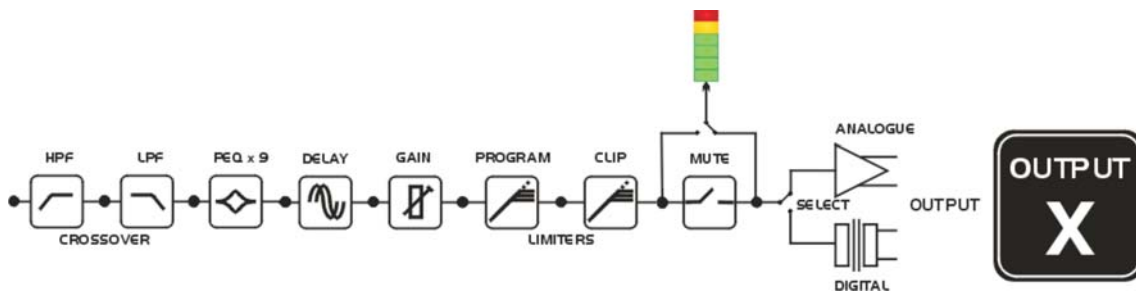 HPF LPF PEQ x 9 DELAY GAIN PROGRAM CLIP MUTE ANALOGUE
CROSSOVER
LIMITERS
SELECT
OUTPUT
DIGITAL
OUTPUT
X